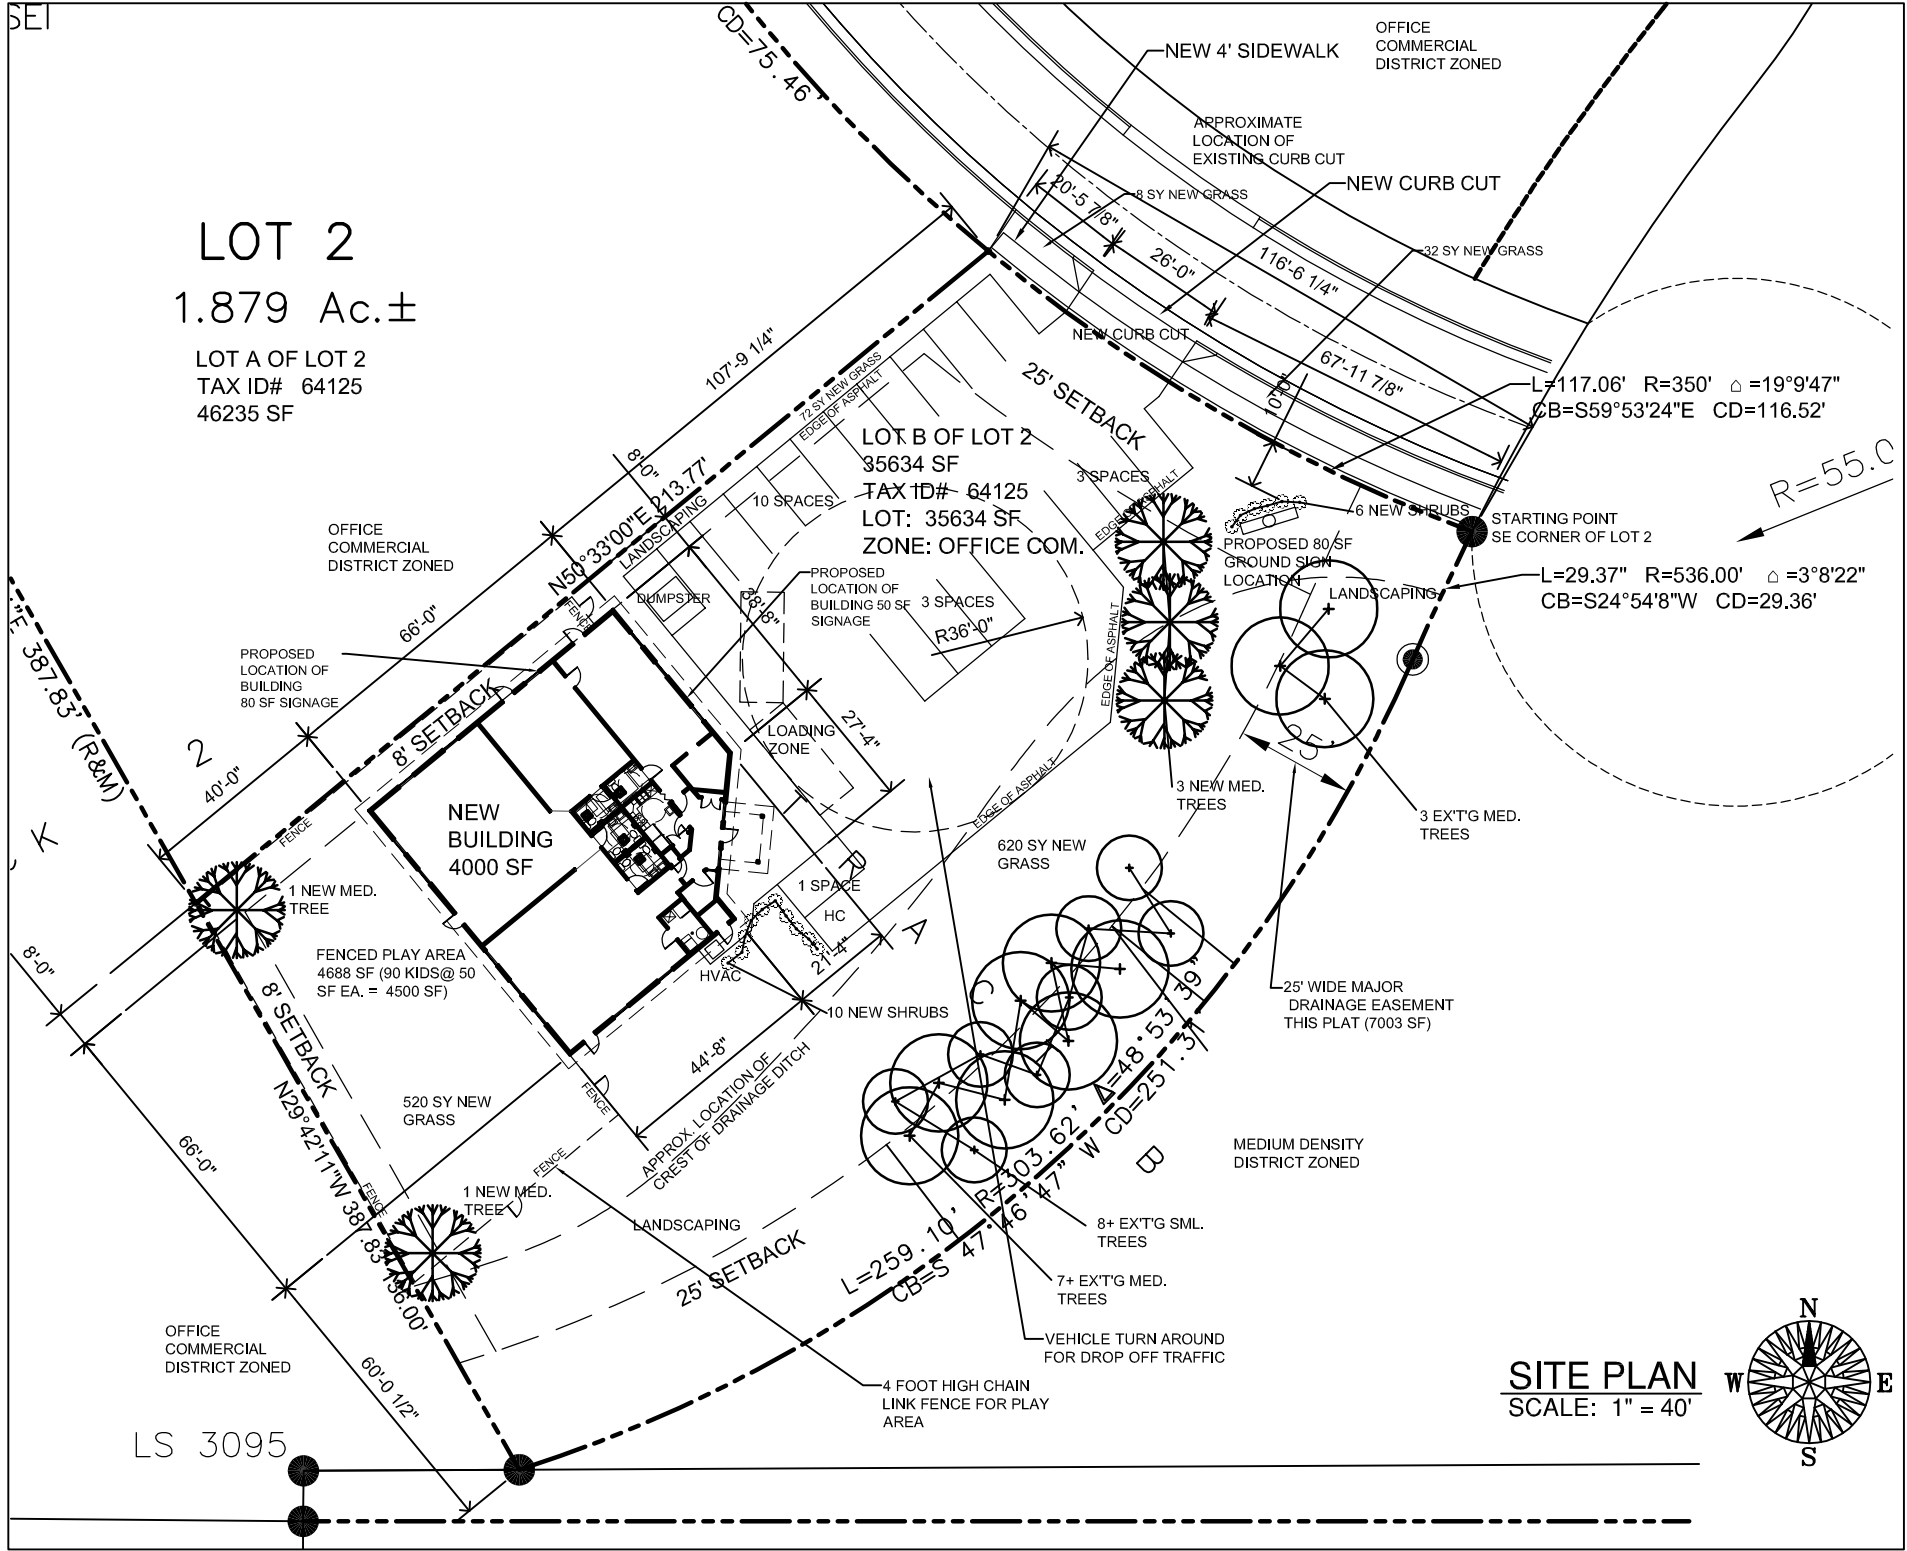 SEI
CD=75.46'
NEW 4' SIDEWALK
OFFICE
COMMERCIAL
DISTRICT ZONED
APPROXIMATE
LOCATION OF
EXISTING CURB CUT
NEW CURB CUT
8 SY NEW GRASS
20'-5 7/8"
26'-0"
116'-6 1/4"
32 SY NEW GRASS
67'-11 7/8"
NEW CURB CUT
10'-0"
LOT 2
1.879 Ac.±
LOT A OF LOT 2
TAX ID# 64125
46235 SF
107'-9 1/4"
72 SY NEW GRASS
EDGE OF ASPHALT
25' SETBACK
L=117.06' R=350' ⌂ =19°9'47"
CB=S59°53'24"E CD=116.52'
R=55.0
LOT B OF LOT 2
35634 SF
TAX ID# 64125
LOT: 35634 SF
ZONE: OFFICE COM.
8'-0"
N50°33'00"E 213.77'
LANDSCAPING
10 SPACES
3 SPACES
EDGE OF ASPHALT
6 NEW SHRUBS
STARTING POINT
SE CORNER OF LOT 2
PROPOSED 80 SF
GROUND SIGN
LOCATION
LANDSCAPING
L=29.37" R=536.00' ⌂ =3°8'22"
CB=S24°54'8"W CD=29.36'
OFFICE
COMMERCIAL
DISTRICT ZONED
DUMPSTER
FENCE
38'-8"
PROPOSED
LOCATION OF
BUILDING 50 SF
SIGNAGE
3 SPACES
R36'-0"
EDGE OF ASPHALT
66'-0"
PROPOSED
LOCATION OF
BUILDING
80 SF SIGNAGE
8' SETBACK
"E 387.83' (R&M)
2
40'-0"
K
LOADING
ZONE
27'-4"
25'
EDGE OF ASPHALT
3 NEW MED.
TREES
3 EX'T'G MED.
TREES
NEW
BUILDING
4000 SF
FENCE
1 NEW MED.
TREE
620 SY NEW
GRASS
1 SPACE
HC
R
A
C
B
FENCED PLAY AREA
4688 SF (90 KIDS@ 50
SF EA. = 4500 SF)
8'-0"
HVAC
21'-4"
10 NEW SHRUBS
25' WIDE MAJOR
DRAINAGE EASEMENT
THIS PLAT (7003 SF)
8' SETBACK
44'-8"
APPROX. LOCATION OF
CREST OF DRAINAGE DITCH
FENCE
520 SY NEW
GRASS
N29°42'11"W 387.83'
136.00'
66'-0"
FENCE
FENCE
1 NEW MED.
TREE
LANDSCAPING
25' SETBACK
L=259.10' R=303.62' Δ=48°53'39"
CB=S 47°46'47" W CD=251.31'
MEDIUM DENSITY
DISTRICT ZONED
8+ EX'T'G SML.
TREES
7+ EX'T'G MED.
TREES
VEHICLE TURN AROUND
FOR DROP OFF TRAFFIC
4 FOOT HIGH CHAIN
LINK FENCE FOR PLAY
AREA
OFFICE
COMMERCIAL
DISTRICT ZONED
60'-0 1/2"
LS 3095
SITE PLAN
SCALE: 1" = 40'
N
W
E
S